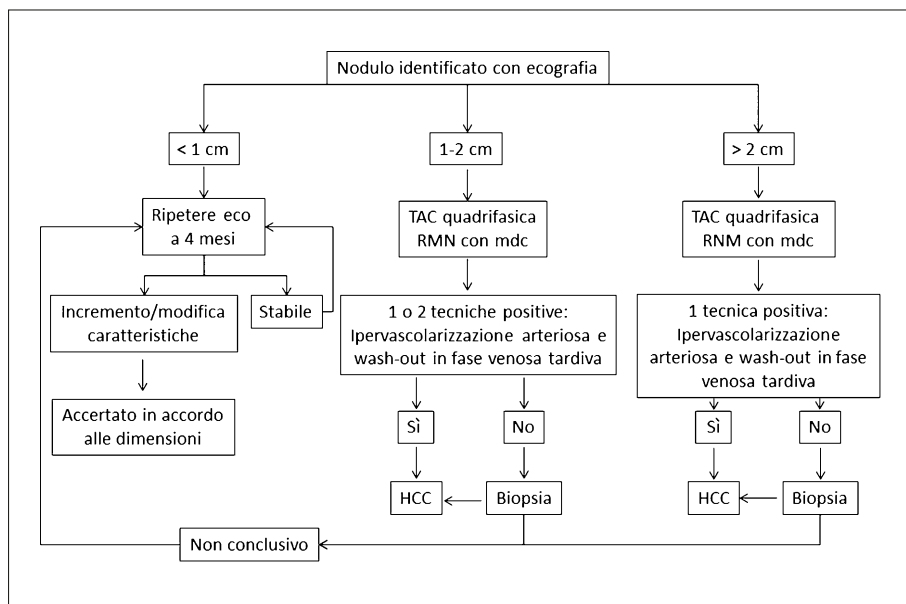 Nodulo identificato con ecografia
< 1 cm
1-2 cm
> 2 cm
Ripetere eco
a 4 mesi
TAC quadrifasica
RMN con mdc
TAC quadrifasica
RNM con mdc
Incremento/modifica
caratteristiche
Stabile
1 o 2 tecniche positive:
Ipervascolarizzazione arteriosa e
wash-out in fase venosa tardiva
1 tecnica positiva:
Ipervascolarizzazione
arteriosa e wash-out in fase
venosa tardiva
Accertato in accordo
alle dimensioni
Sì
No
Sì
No
HCC
Biopsia
HCC
Biopsia
Non conclusivo